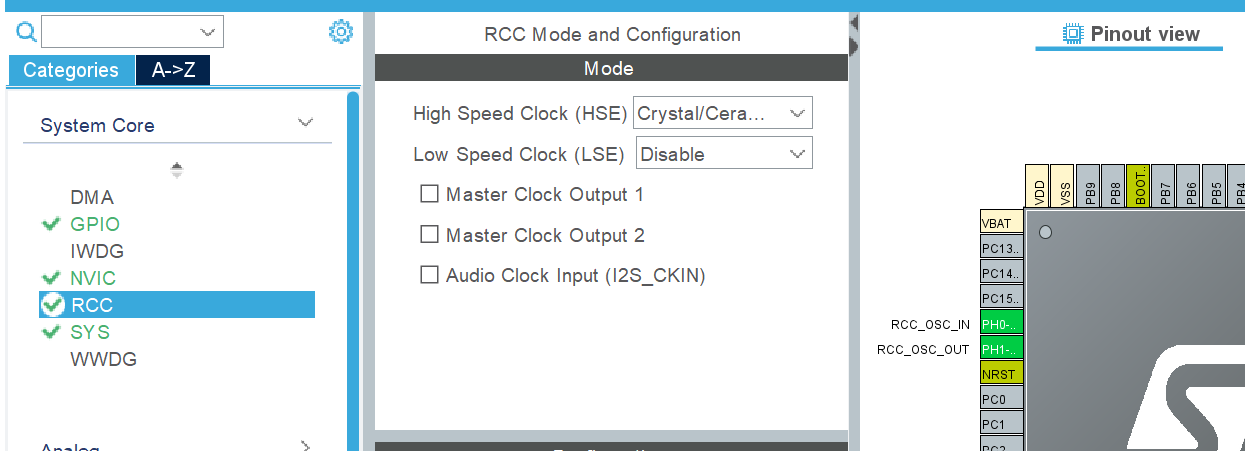 RCC Mode and Configuration
Pinout view
Categories
A->Z
Mode
System Core
High Speed Clock (HSE)
Crystal/Cera...
Low Speed Clock (LSE)
Disable
DMA
GPIO
IWDG
NVIC
RCC
SYS
WWDG
Master Clock Output 1
Master Clock Output 2
Audio Clock Input (I2S_CKIN)
VDD
VSS
PB9
PB8
BOOT..
PB7
PB6
PB5
PB4
VBAT
PC13..
PC14..
PC15..
RCC_OSC_IN
PH0-..
RCC_OSC_OUT
PH1-..
NRST
PC0
PC1
PC2
Analog